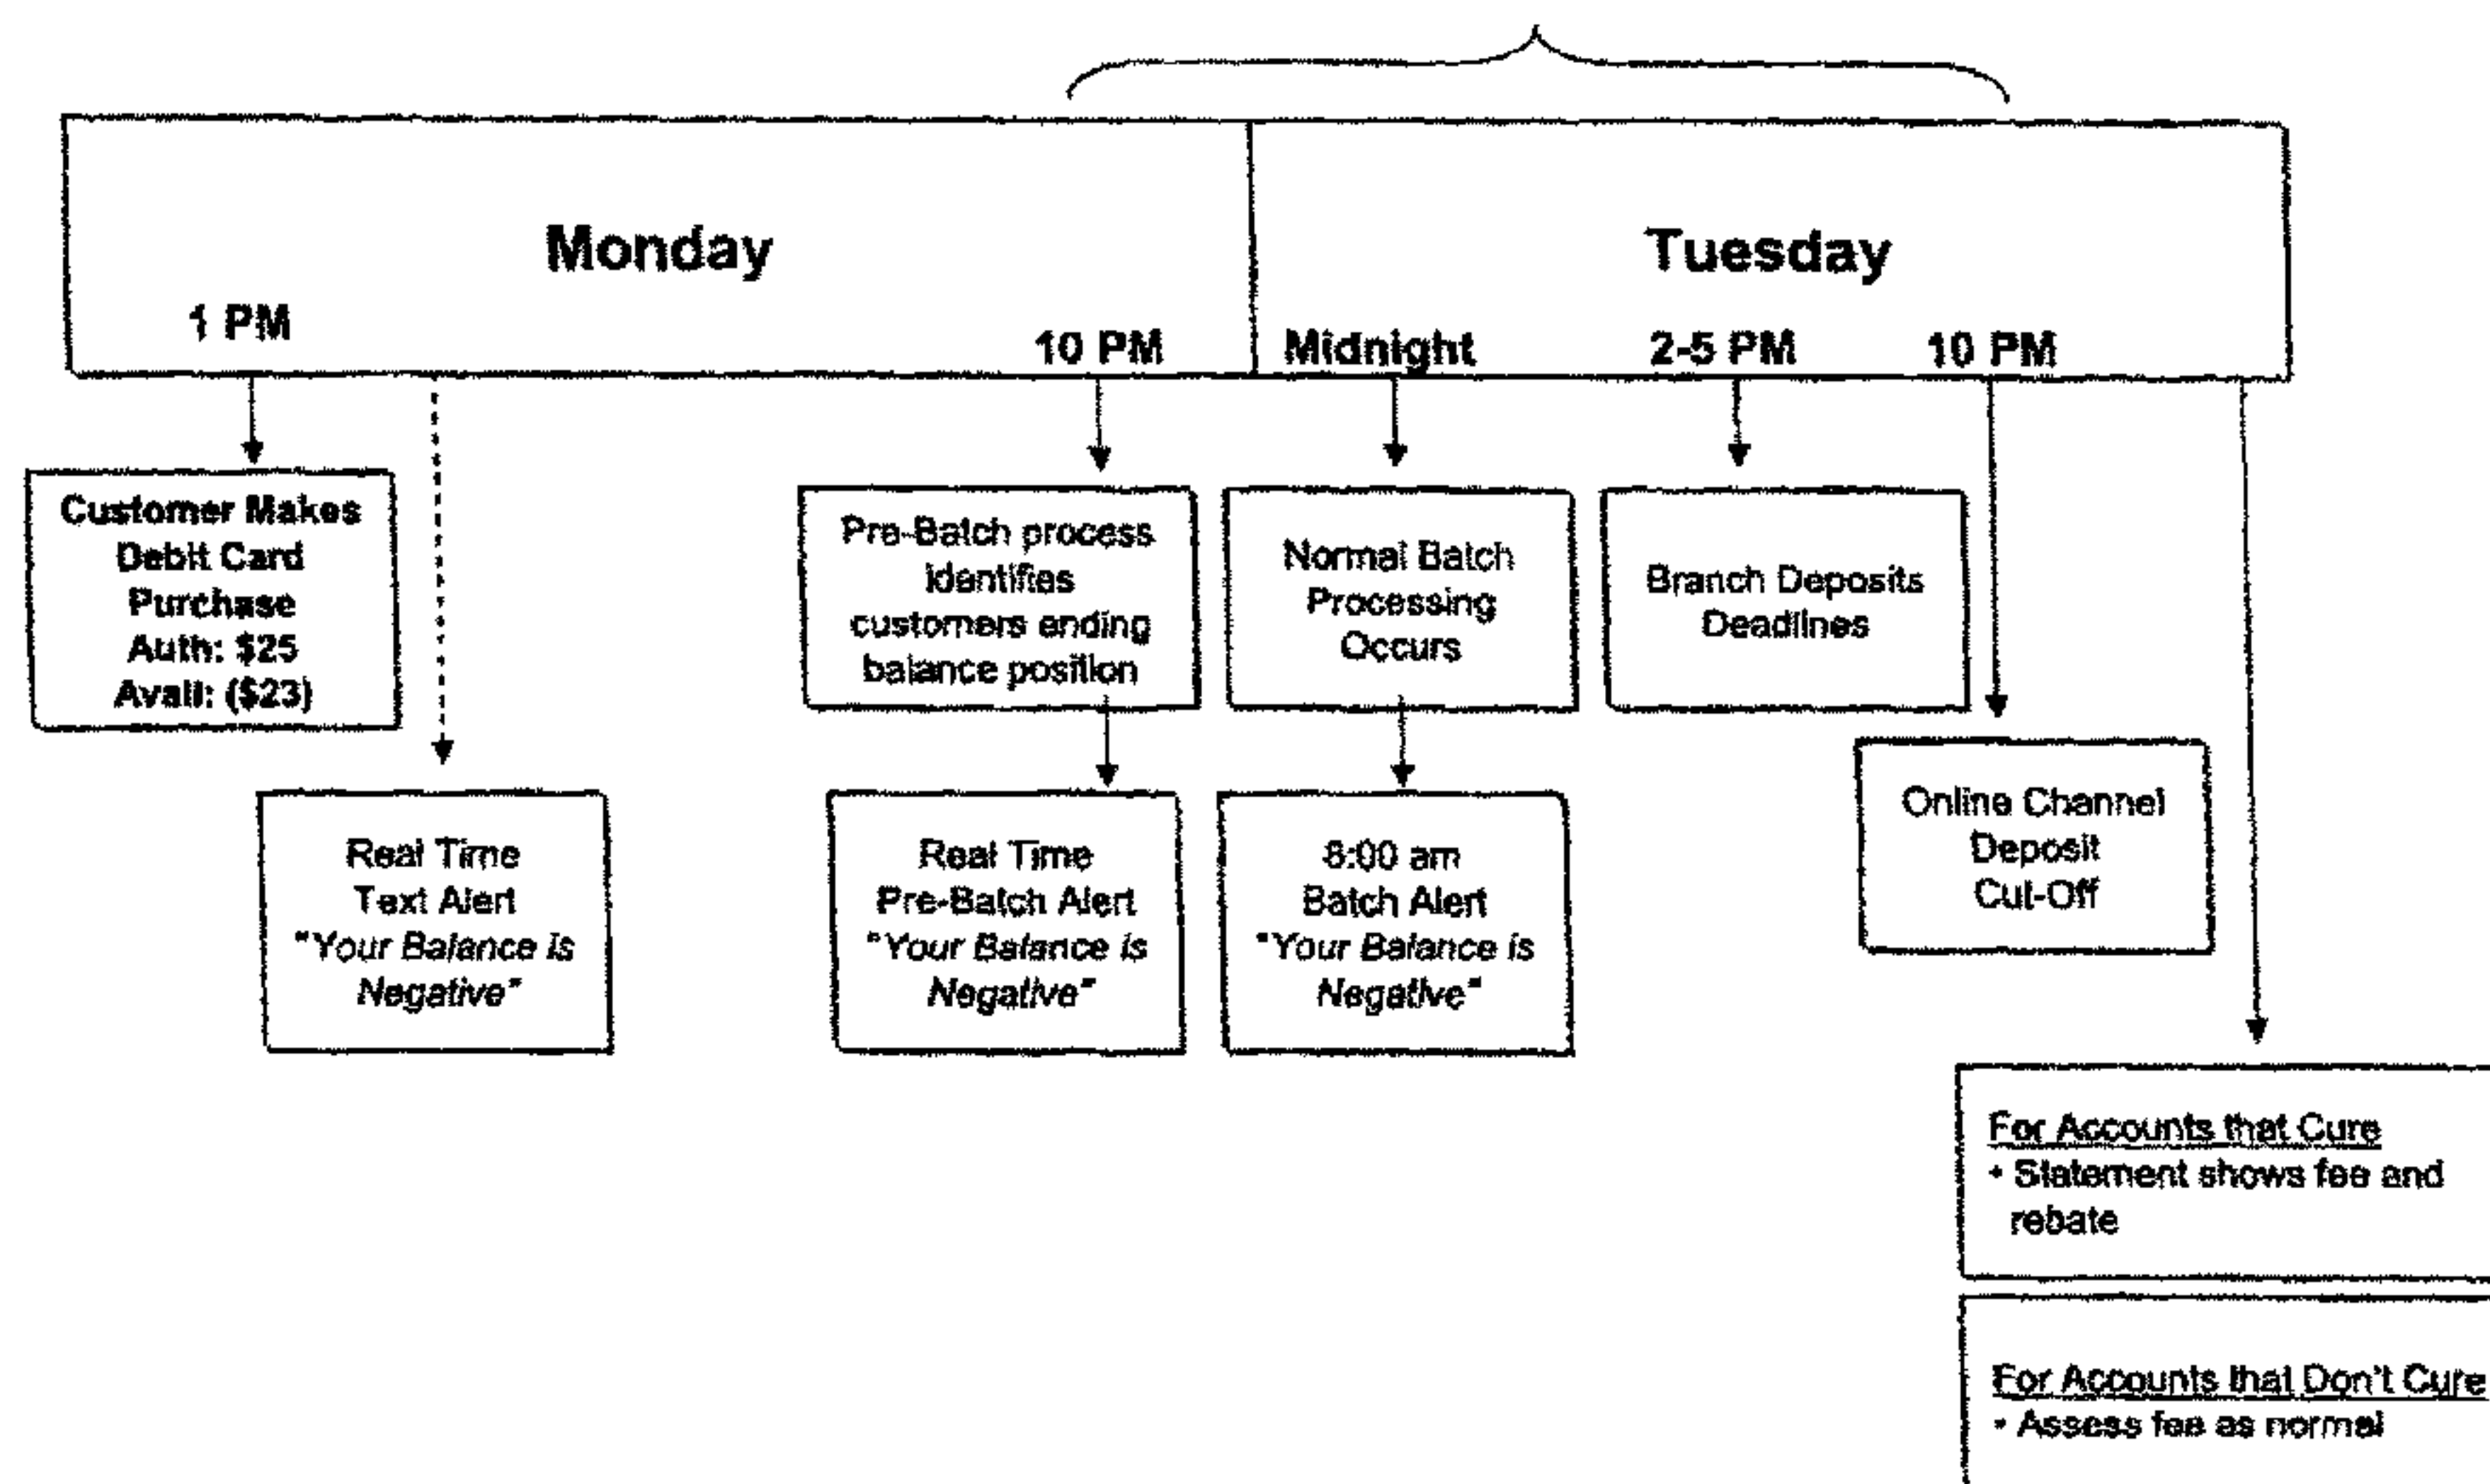 Monday
Tuesday
1 PM
10 PM
Midnight
2-5 PM
10 PM
Customer Makes
Debit Card
Purchase
Auth: $25
Avail: ($23)
Pre-Batch process
identifies
customers ending
balance position
Normal Batch
Processing
Occurs
Branch Deposits
Deadlines
Online Channel
Deposit
Cut-Off
Real Time
Text Alert
"Your Balance is
Negative"
Real Time
Pre-Batch Alert
"Your Balance is
Negative"
8:00 am
Batch Alert
"Your Balance is
Negative"
For Accounts that Cure
• Statement shows fee and
rebate
For Accounts that Don't Cure
• Assess fee as normal